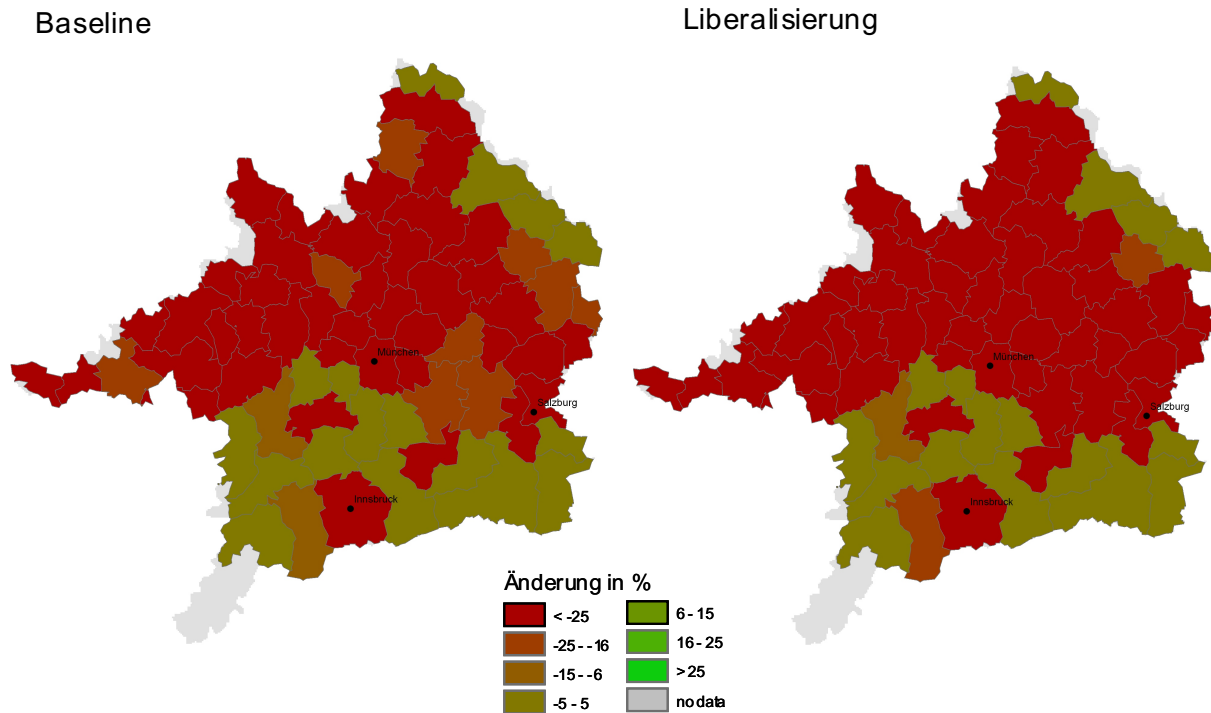 Baseline
Liberalisierung
München
Salzburg
Innsbruck
München
Salzburg
Innsbruck
Änderung in %
< -25
-25 - -16
-15 - -6
-5 - 5
6 - 15
16 - 25
> 25
no data